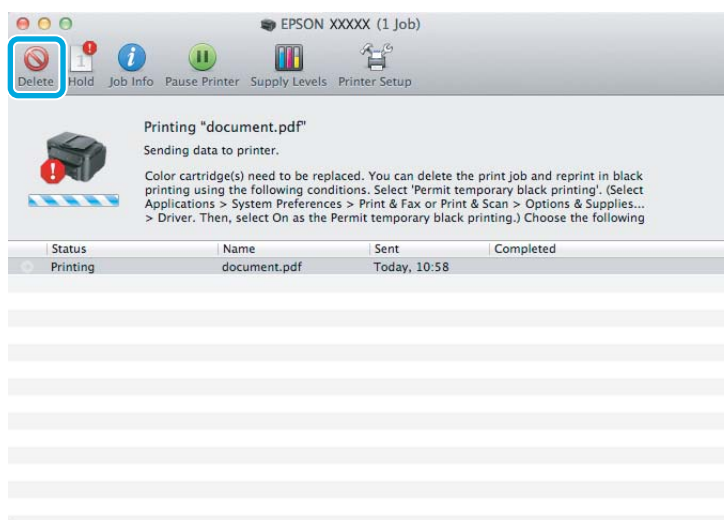 EPSON XXXXX (1 Job)
1
Delete Hold Job Info Pause Printer Supply Levels Printer Setup
Printing "document.pdf"
Sending data to printer.
Color cartridge(s) need to be replaced. You can delete the print job and reprint in black
printing using the following conditions. Select 'Permit temporary black printing'. (Select
Applications > System Preferences > Print & Fax or Print & Scan > Options & Supplies...
> Driver. Then, select On as the Permit temporary black printing.) Choose the following
Status Name Sent Completed
Printing document.pdf Today, 10:58